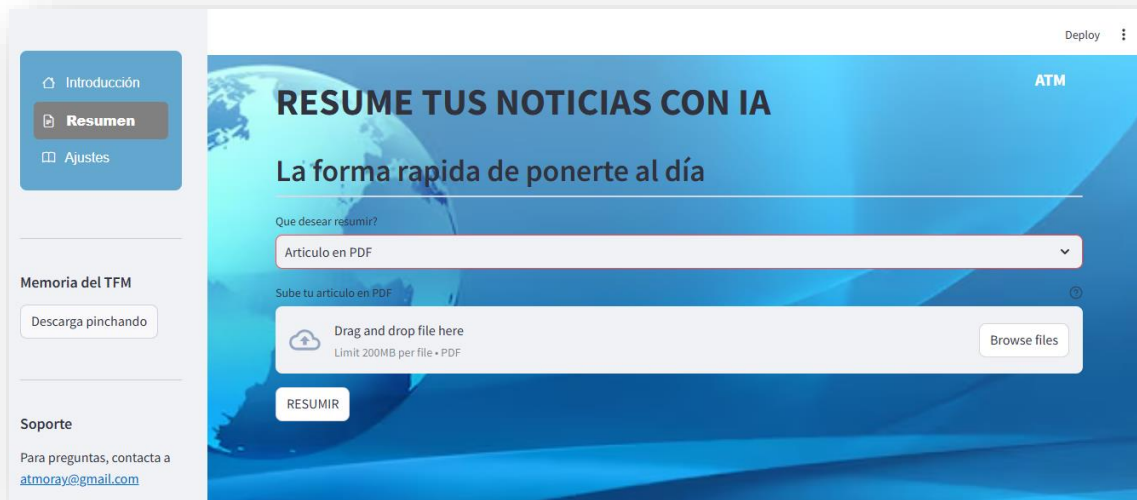 Deploy
Introducción
Resumen
Ajustes
Memoria del TFM
Descarga pinchando
Soporte
Para preguntas, contacta a
atmoray@gmail.com
ATM
RESUME TUS NOTICIAS CON IA
La forma rapida de ponerte al día
Que desear resumir?
Articulo en PDF
Sube tu articulo en PDF
Drag and drop file here
Limit 200MB per file • PDF
Browse files
RESUMIR